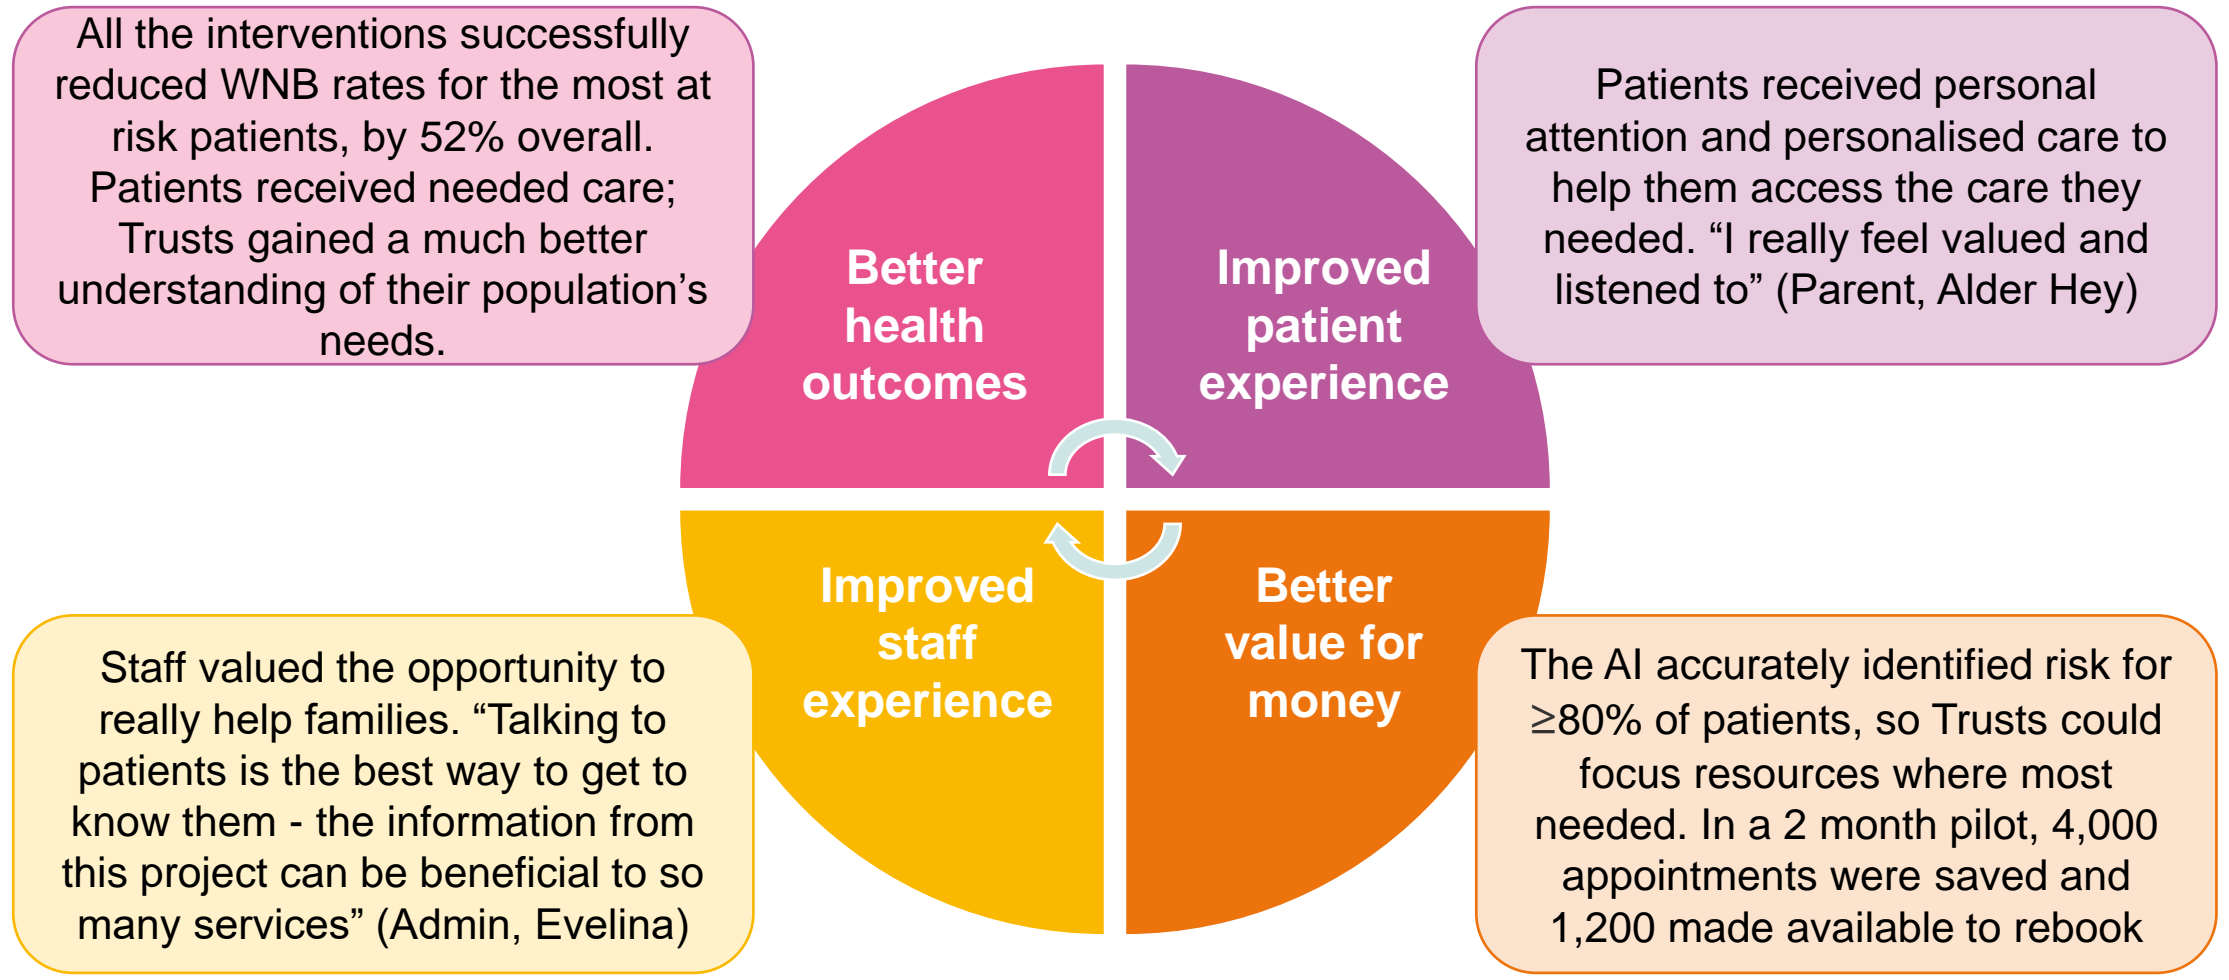 All the interventions successfully
reduced WNB rates for the most at
risk patients, by 52% overall.
Patients received needed care;
Trusts gained a much better
understanding of their population’s
needs.
Better
health
outcomes
Improved
patient
experience
Patients received personal
attention and personalised care to
help them access the care they
needed. “I really feel valued and
listened to” (Parent, Alder Hey)
Staff valued the opportunity to
really help families. “Talking to
patients is the best way to get to
know them - the information from
this project can be beneficial to so
many services” (Admin, Evelina)
Improved
staff
experience
Better
value for
money
The AI accurately identified risk for
≥80% of patients, so Trusts could
focus resources where most
needed. In a 2 month pilot, 4,000
appointments were saved and
1,200 made available to rebook